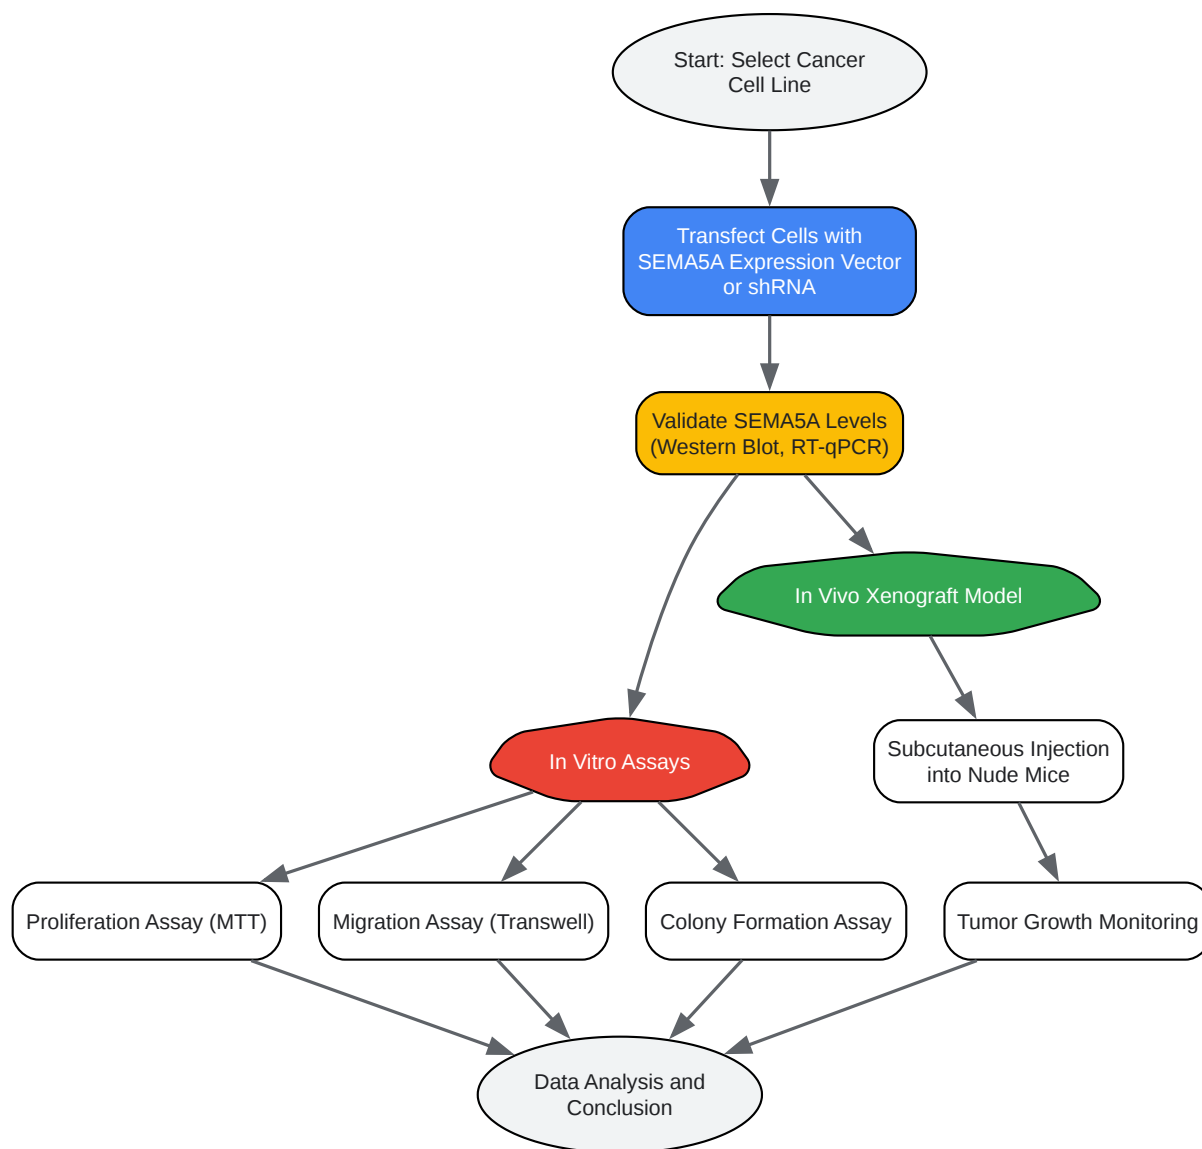 Start: Select Cancer
Cell Line
Transfect Cells with
SEMA5A Expression Vector
or shRNA
Validate SEMA5A Levels
(Western Blot, RT-qPCR)
In Vivo Xenograft Model
In Vitro Assays
Subcutaneous Injection
into Nude Mice
Proliferation Assay (MTT)
Migration Assay (Transwell)
Colony Formation Assay
Tumor Growth Monitoring
Data Analysis and
Conclusion